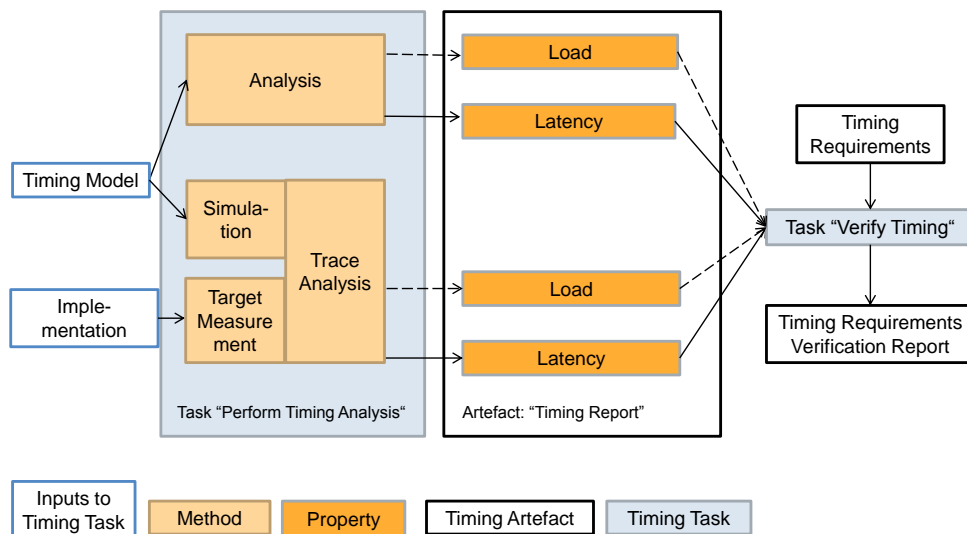 Analysis
Load
Latency
Timing
Requirements
Timing Model
Simula-
tion
Trace
Analysis
Task “Verify Timing“
Imple-
mentation
Target
Measure
ment
Load
Latency
Timing Requirements
Verification Report
Task “Perform Timing Analysis“
Artefact: “Timing Report”
Inputs to
Timing Task
Method
Property
Timing Artefact
Timing Task